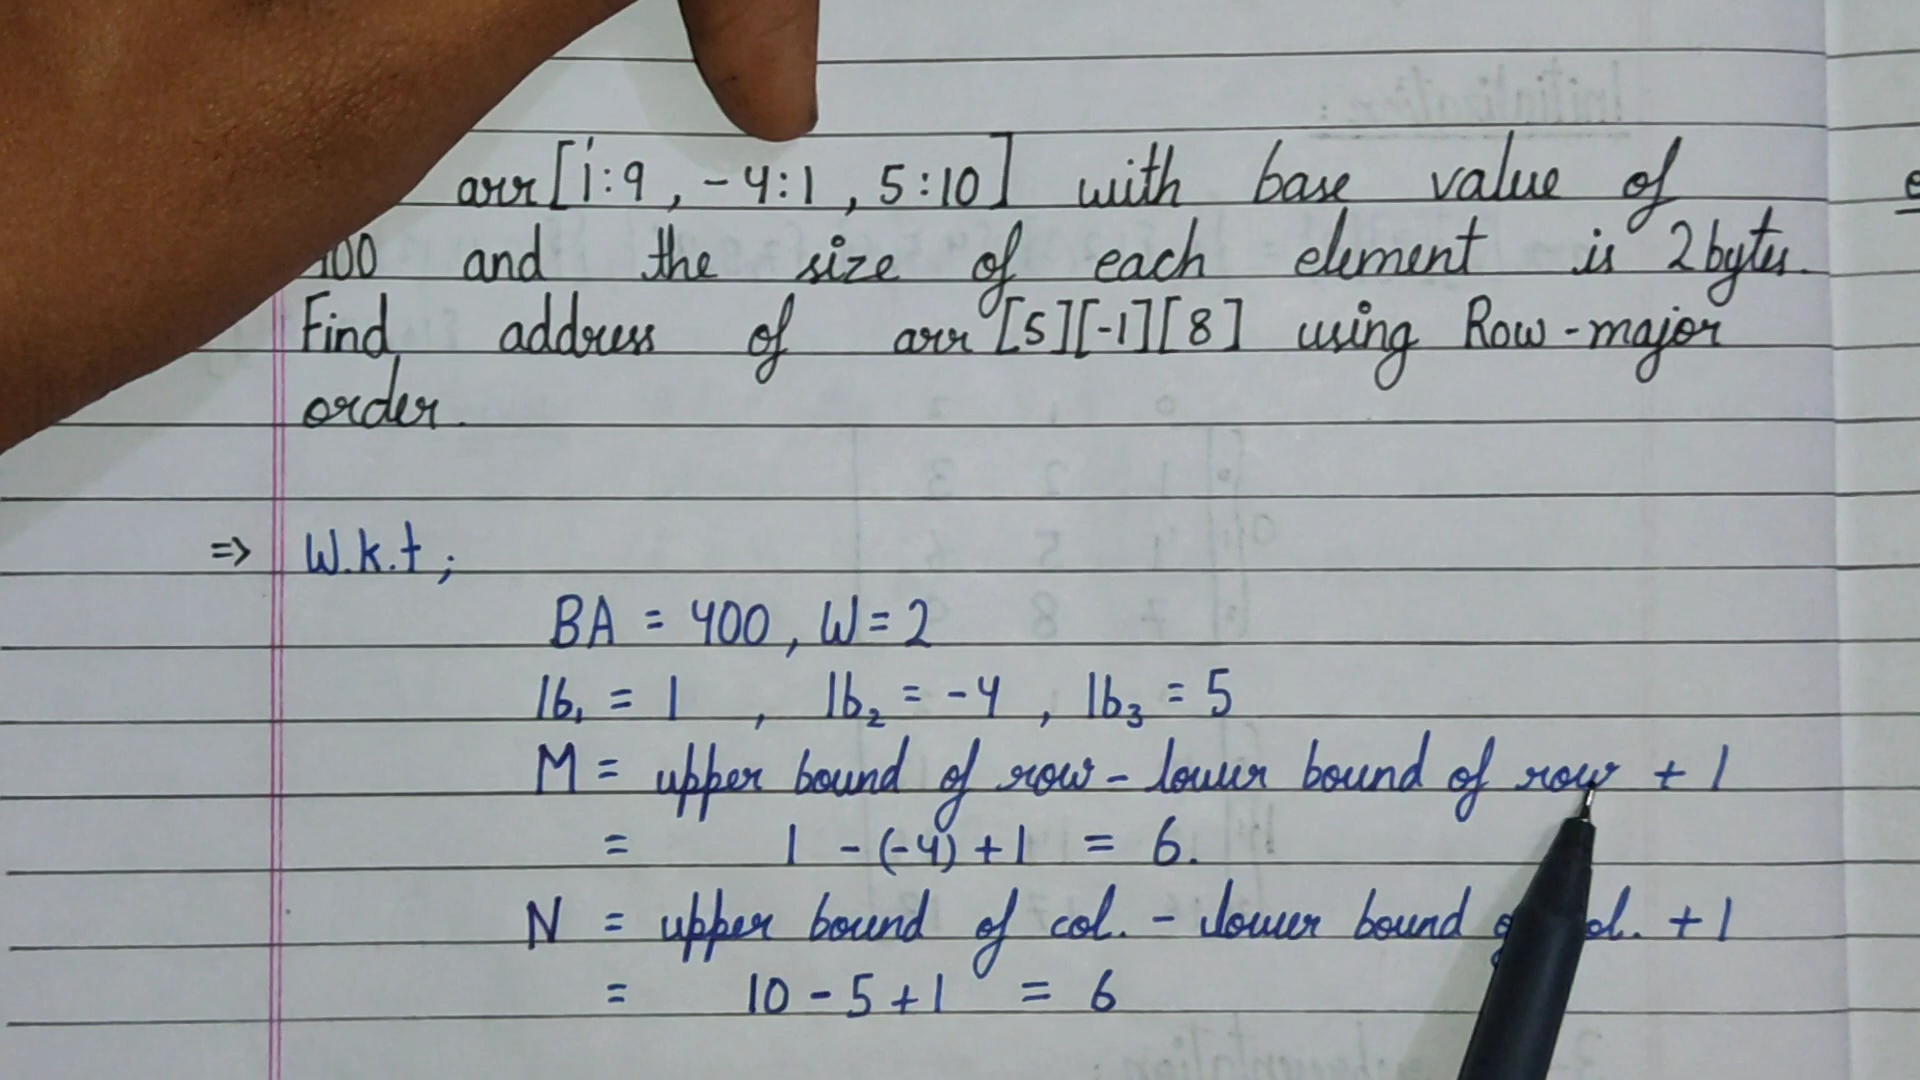 arr[1:9, -4:1, 5:10] with base value of
400 and the size of each element is 2 bytes.
Find address of arr[5][-1][8] using Row-major
order.
=> W.k.t;
BA = 400, W = 2
lb₁ = 1, lb₂ = -4, lb₃ = 5
M = upper bound of row - lower bound of row + 1
= 1 - (-4) + 1 = 6.
N = upper bound of col. - lower bound col. + 1
= 10 - 5 + 1 = 6